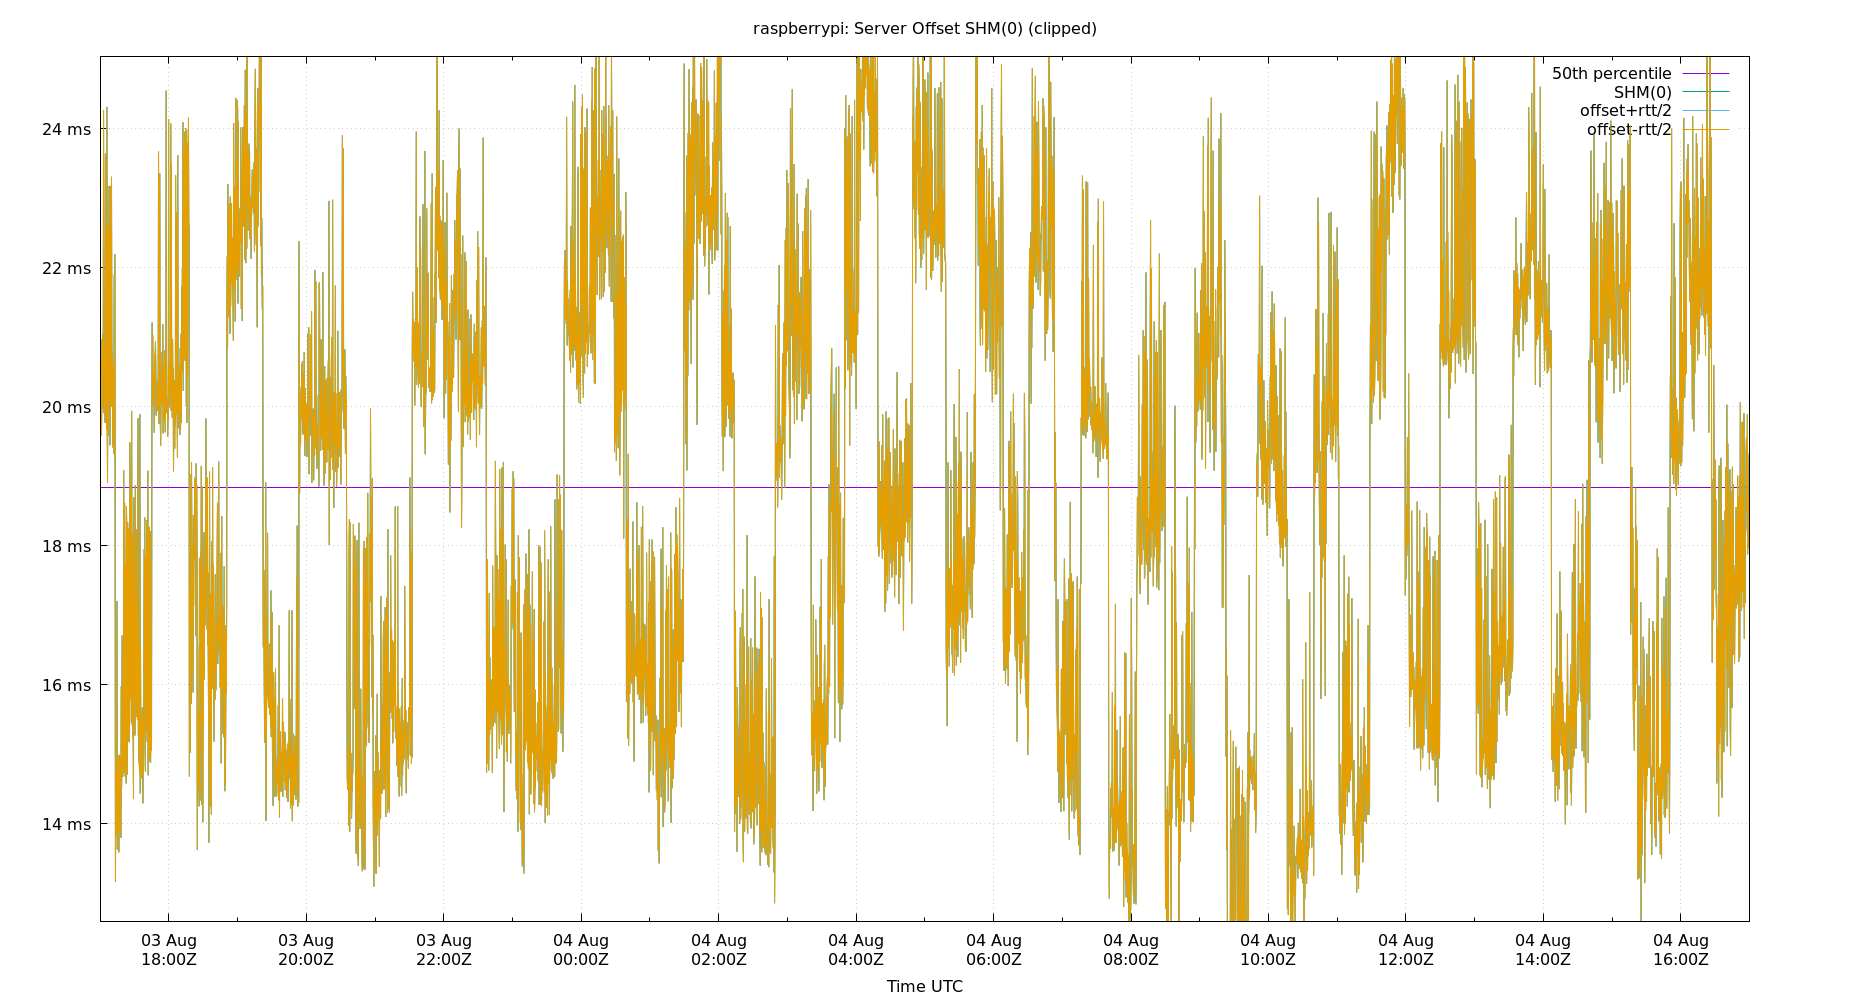 raspberrypi: Server Offset SHM(0) (clipped)
50th percentile
SHM(0)
offset+rtt/2
offset-rtt/2
24 ms
22 ms
20 ms
18 ms
16 ms
14 ms
03 Aug 03 Aug 03 Aug 04 Aug 04 Aug 04 Aug 04 Aug 04 Aug 04 Aug 04 Aug 04 Aug 04 Aug
18:00Z 20:00Z 22:00Z 00:00Z 02:00Z 04:00Z 06:00Z 08:00Z 10:00Z 12:00Z 14:00Z 16:00Z
Time UTC